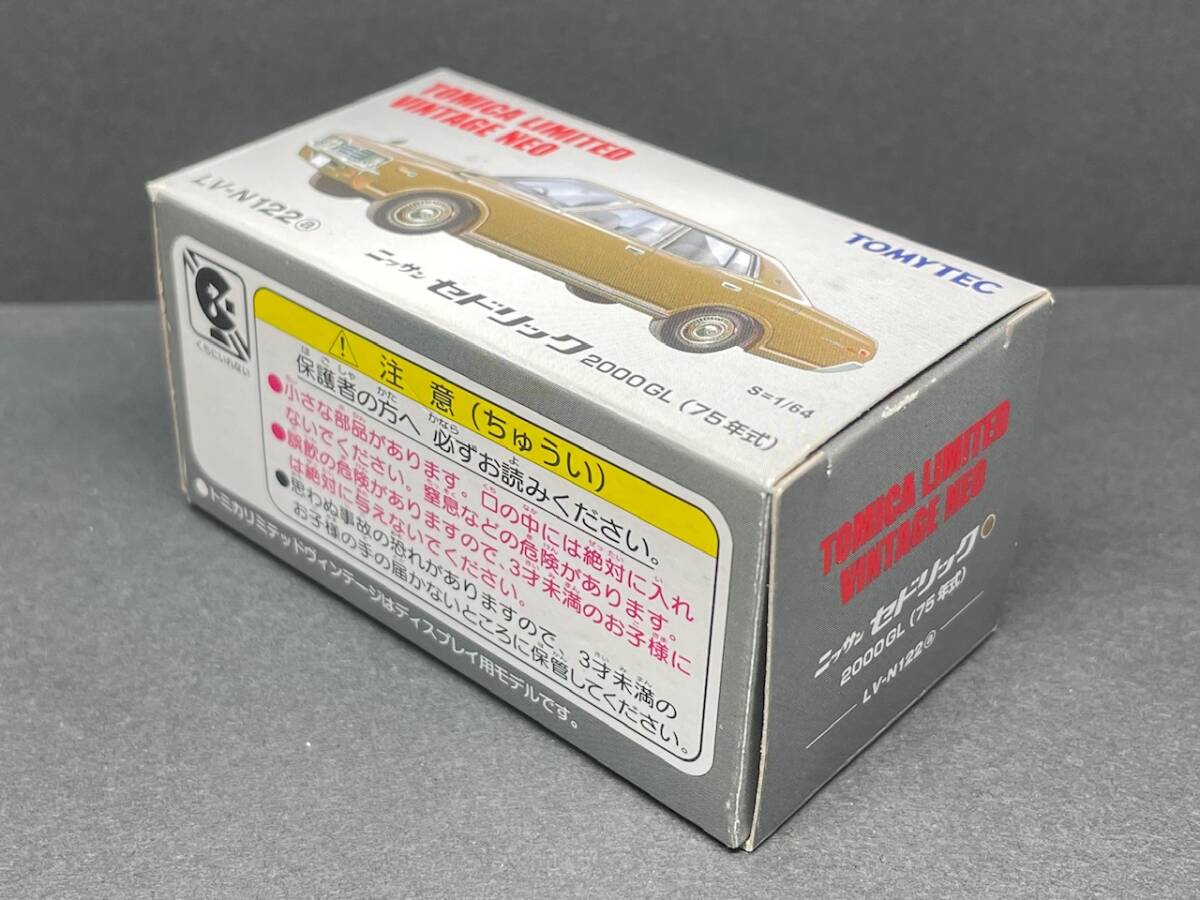 TOMICA LIMITED
VINTAGE NEO
LV-N122ⓐ
TOMYTEC
ニッサン セドリック 2000GL (75年式)
S=1/64
くちにいれない
注意(ちゅうい)
保護者の方へ 必ずお読みください。
●小さな部品があります。口の中には絶対に入れ
ないでください。窒息などの危険があります。
●誤飲の危険がありますので、3才未満のお子様に
は絶対に与えないでください。
●思わぬ事故の恐れがありますので、3才未満の
お子様の手の届かないところに保管してください。
●トミカリミテッドヴィンテージはディスプレイ用モデルです。
TOMICA LIMITED
VINTAGE NEO
ニッサン セドリック
2000GL (75年式)
LV-N122ⓐ